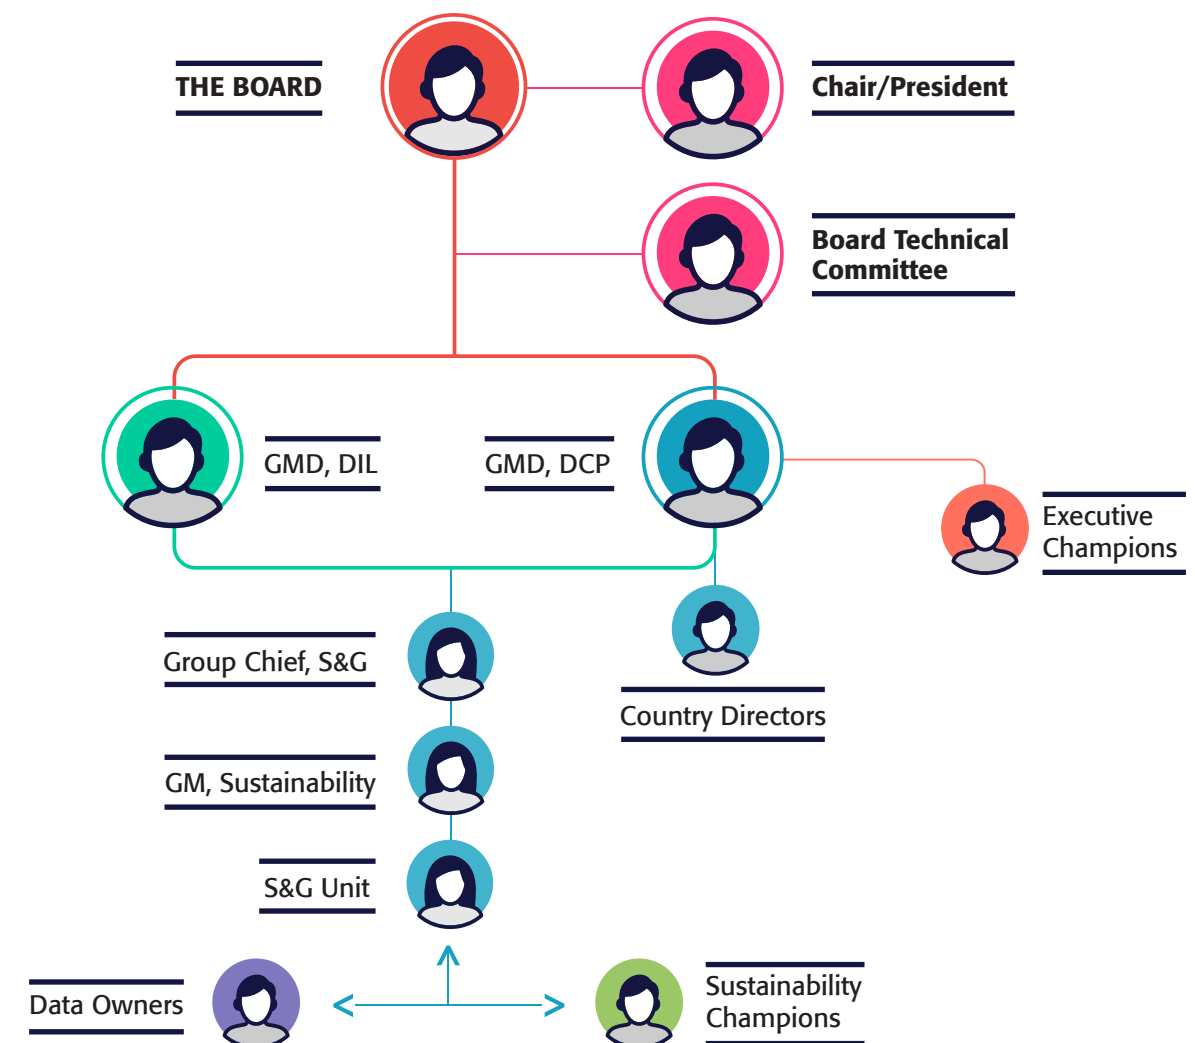 THE BOARD
Chair/President
Board Technical
Committee
GMD, DIL
GMD, DCP
Executive
Champions
Group Chief, S&G
Country Directors
GM, Sustainability
S&G Unit
Data Owners
Sustainability
Champions